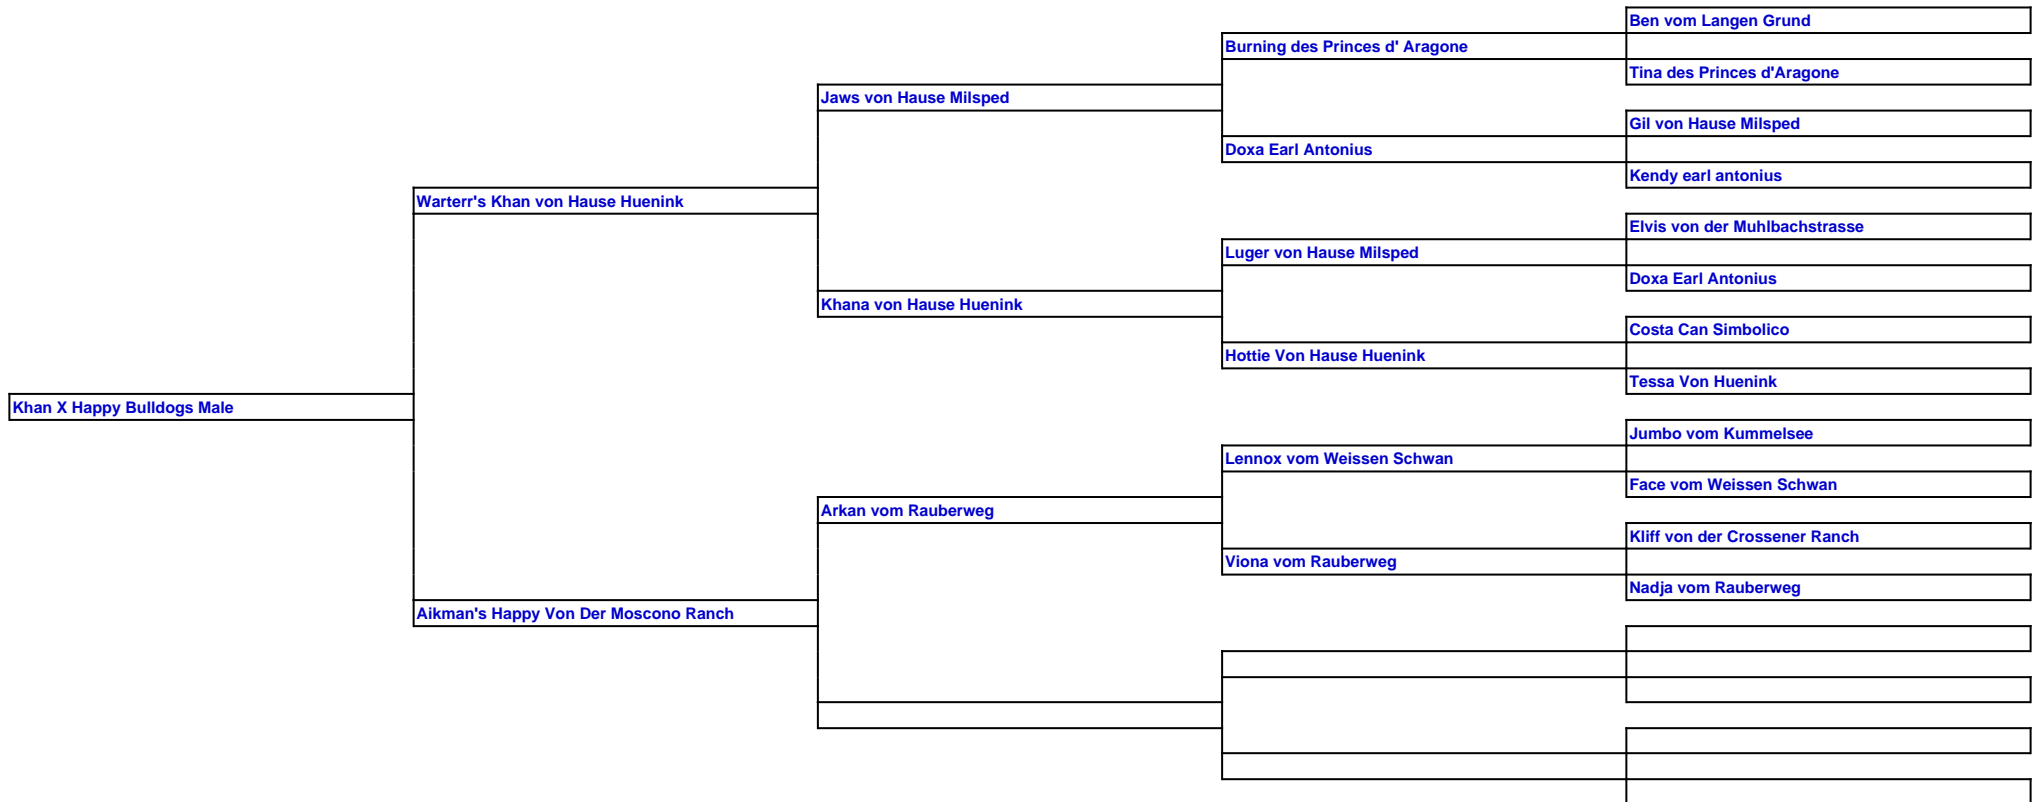 Ben vom Langen Grund
Burning des Princes d' Aragone
Tina des Princes d'Aragone
Jaws von Hause Milsped
Gil von Hause Milsped
Doxa Earl Antonius
Kendy earl antonius
Warterr's Khan von Hause Huenink
Elvis von der Muhlbachstrasse
Luger von Hause Milsped
Doxa Earl Antonius
Khana von Hause Huenink
Costa Can Simbolico
Hottie Von Hause Huenink
Tessa Von Huenink
Khan X Happy Bulldogs Male
Jumbo vom Kummelsee
Lennox vom Weissen Schwan
Face vom Weissen Schwan
Arkan vom Rauberweg
Kliff von der Crossener Ranch
Viona vom Rauberweg
Nadja vom Rauberweg
Aikman's Happy Von Der Moscono Ranch